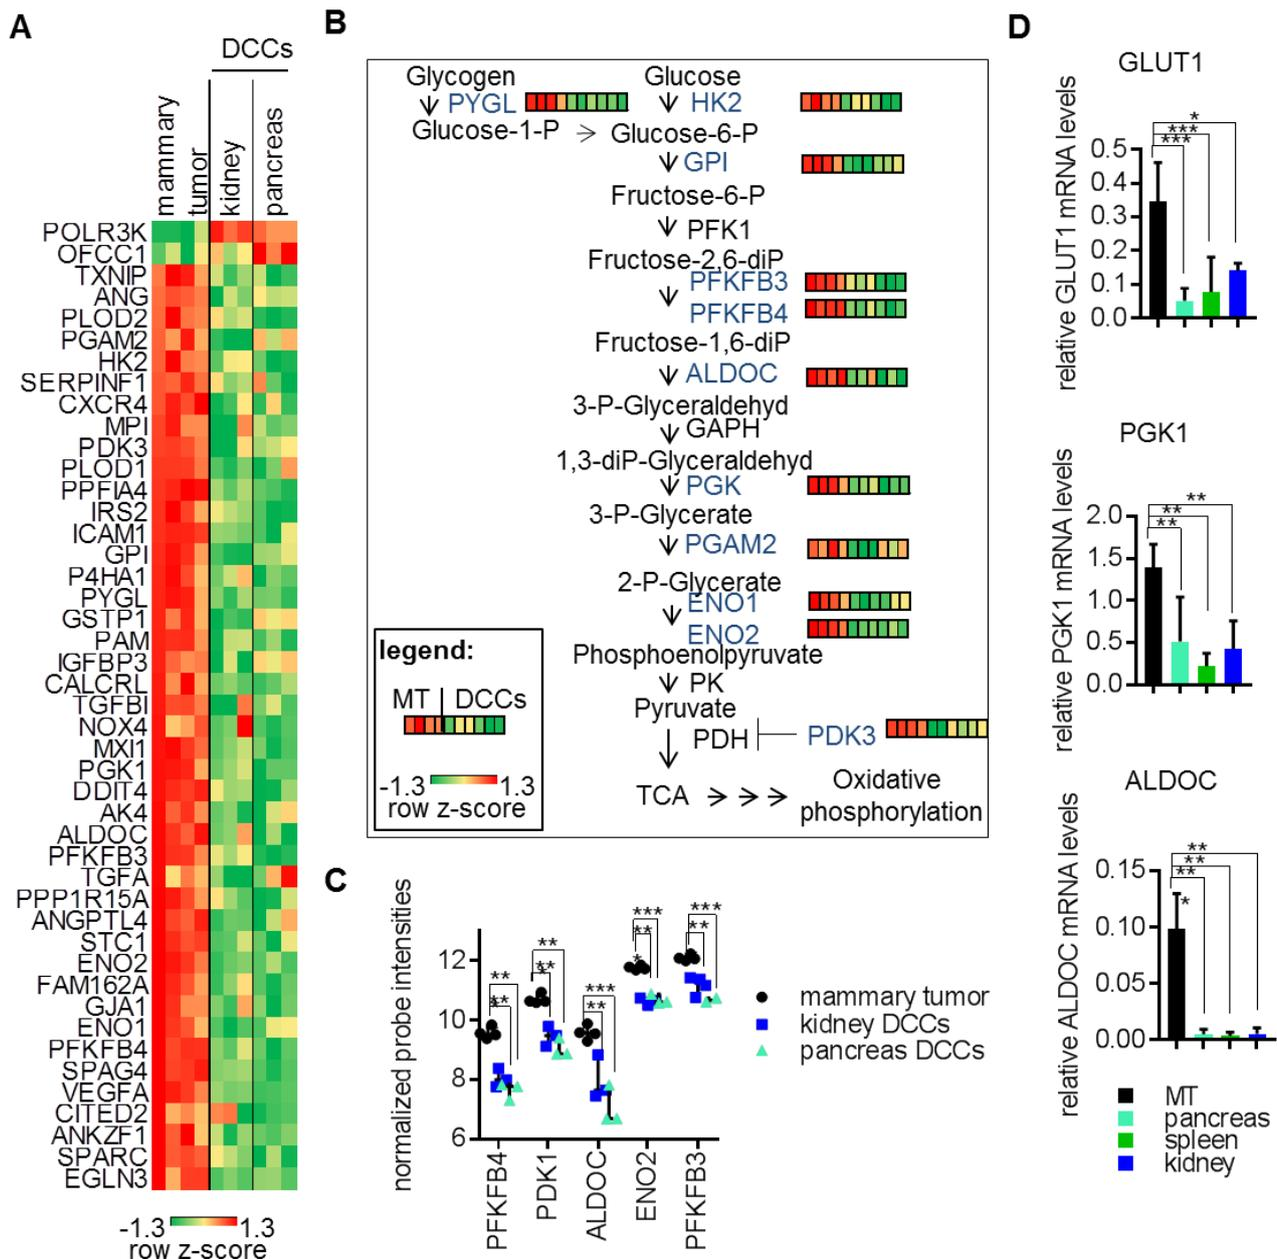 A
DCCs
mammary
tumor
kidney
pancreas
POLR3K
OFCC1
TXNIP
ANG
PLOD2
PGAM2
HK2
SERPINF1
CXCR4
MPI
PDK3
PLOD1
PPFIA4
IRS2
ICAM1
GPI
P4HA1
PYGL
GSTP1
PAM
IGFBP3
CALCRL
TGFBI
NOX4
MXI1
PGK1
DDIT4
AK4
ALDOC
PFKFB3
TGFA
PPP1R15A
ANGPTL4
STC1
ENO2
FAM162A
GJA1
ENO1
PFKFB4
SPAG4
VEGFA
CITED2
ANKZF1
SPARC
EGLN3
-1.3 1.3
row z-score
B
Glycogen Glucose
PYGL HK2
Glucose-1-P Glucose-6-P
GPI
Fructose-6-P
PFK1
Fructose-2,6-diP
PFKFB3
PFKFB4
Fructose-1,6-diP
ALDOC
3-P-Glyceraldehyd
GAPH
1,3-diP-Glyceraldehyd
PGK
3-P-Glycerate
PGAM2
2-P-Glycerate
ENO1
ENO2
Phosphoenolpyruvate
PK
Pyruvate
PDH PDK3
TCA Oxidative
phosphorylation
legend:
MT DCCs
-1.3 1.3
row z-score
C
normalized probe intensities
12
10
8
6
** ** ** * ** *** ** *** ** * *** **
PFKFB4
PDK1
ALDOC
ENO2
PFKFB3
mammary tumor
kidney DCCs
pancreas DCCs
D
GLUT1
relative GLUT1 mRNA levels
*
***
***
0.5
0.4
0.3
0.2
0.1
0.0
PGK1
relative PGK1 mRNA levels
**
**
**
2.0
1.5
1.0
0.5
0.0
ALDOC
relative ALDOC mRNA levels
**
**
**
*
0.15
0.10
0.05
0.00
MT
pancreas
spleen
kidney